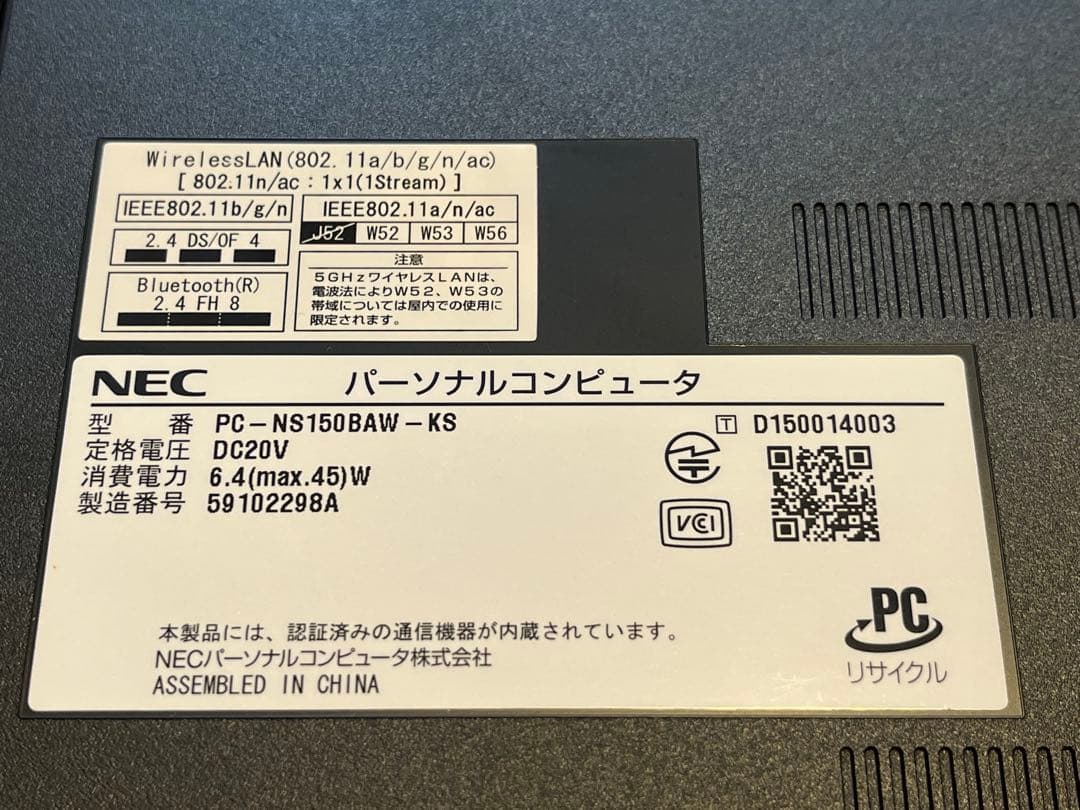 WirelessLAN(802.11a/b/g/n/ac)
[ 802.11n/ac : 1x1(1Stream) ]
IEEE802.11b/g/n
IEEE802.11a/n/ac
J52 W52 W53 W56
2.4 DS/OF 4
Bluetooth(R)
2.4 FH 8
注意
5GHzワイヤレスLANは、
電波法によりW52、W53の
帯域については屋内での使用に
限定されます。
NEC パーソナルコンピュータ
型 番 PC-NS150BAW-KS
定格電圧 DC20V
消費電力 6.4(max.45)W
製造番号 59102298A
T D150014003
VCI
本製品には、認証済みの通信機器が内蔵されています。
NECパーソナルコンピュータ株式会社
ASSEMBLED IN CHINA
PC
リサイクル